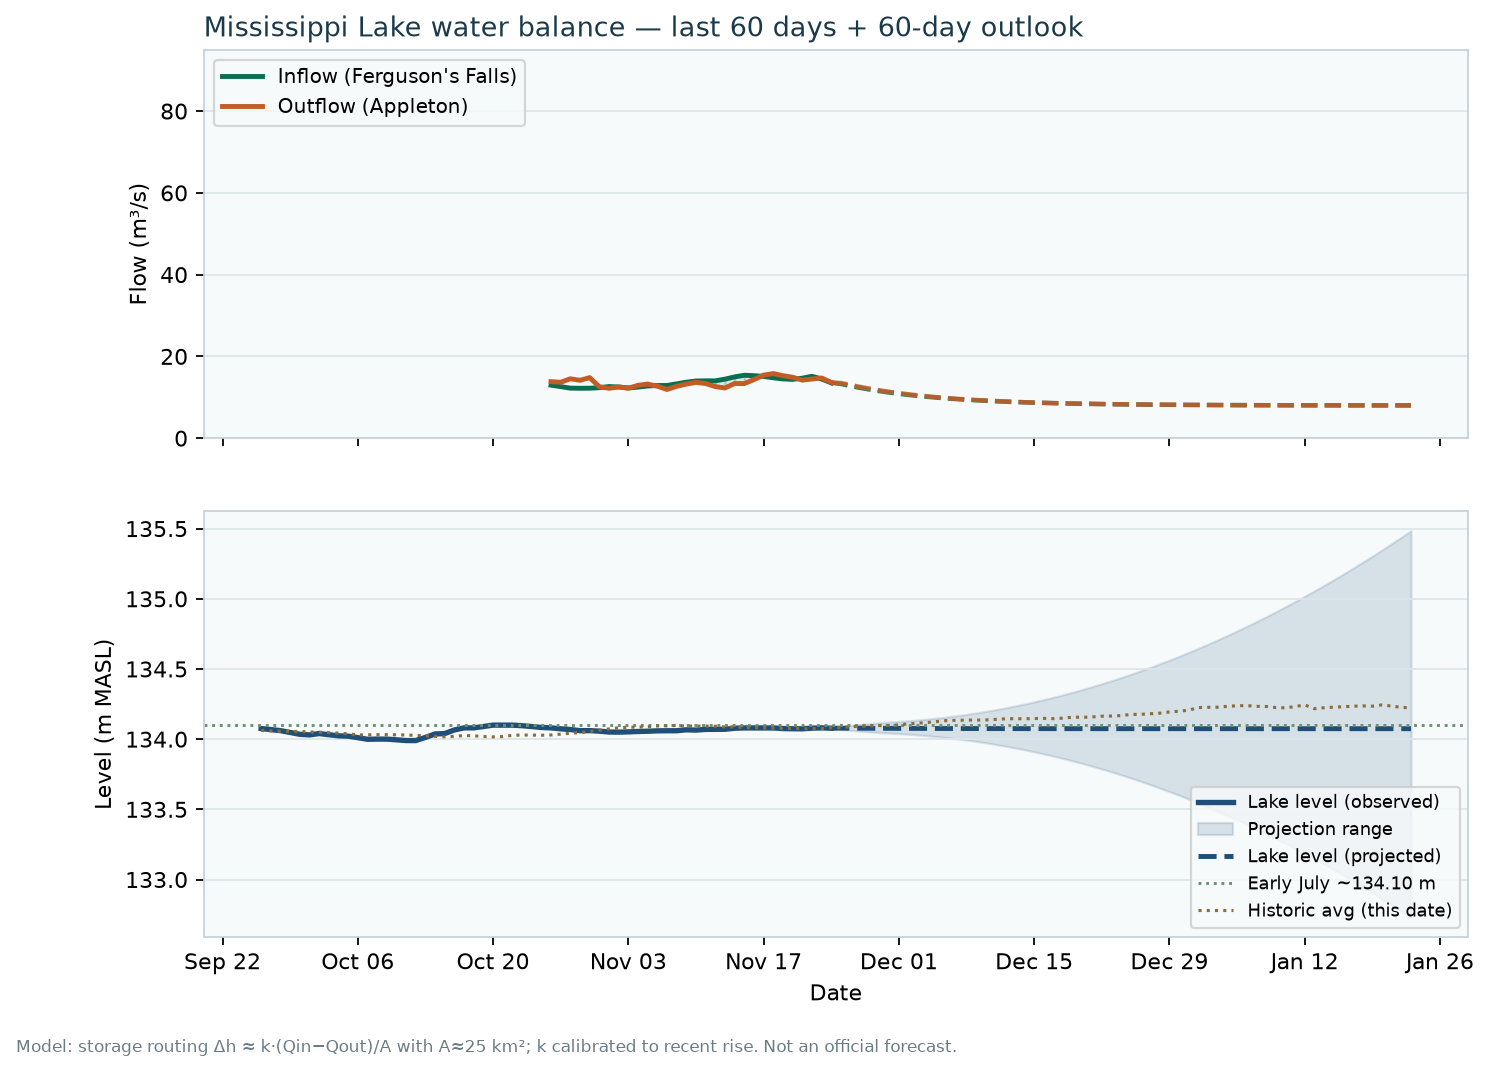 Mississippi Lake water balance — last 60 days + 60-day outlook
Inflow (Ferguson's Falls)
Outflow (Appleton)
Flow (m³/s)
80
60
40
20
0
Level (m MASL)
135.5
135.0
134.5
134.0
133.5
133.0
Lake level (observed)
Projection range
Lake level (projected)
Early July ~134.10 m
Historic avg (this date)
Sep 22 Oct 06 Oct 20 Nov 03 Nov 17 Dec 01 Dec 15 Dec 29 Jan 12 Jan 26
Date
Model: storage routing Δh ≈ k·(Qin−Qout)/A with A≈25 km²; k calibrated to recent rise. Not an official forecast.